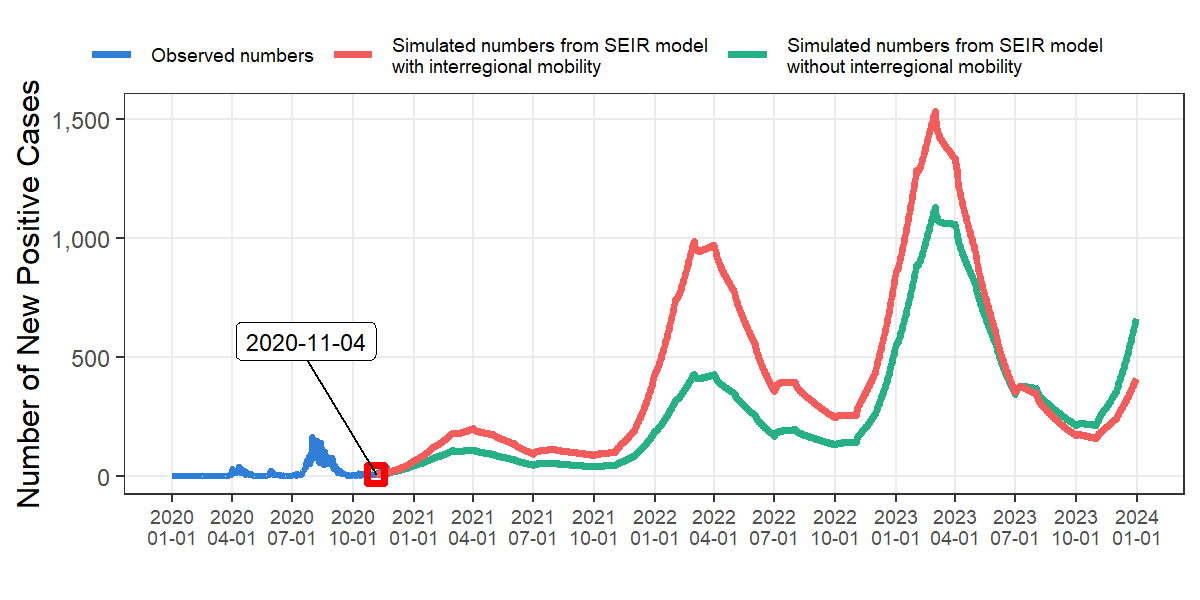 Observed numbers
Simulated numbers from SEIR model
with interregional mobility
Simulated numbers from SEIR model
without interregional mobility
Number of New Positive Cases
1,500
1,000
500
0
2020-11-04
2020 2020 2020 2020 2021 2021 2021 2021 2022 2022 2022 2022 2023 2023 2023 2023 2024
01-01 04-01 07-01 10-01 01-01 04-01 07-01 10-01 01-01 04-01 07-01 10-01 01-01 04-01 07-01 10-01 01-01